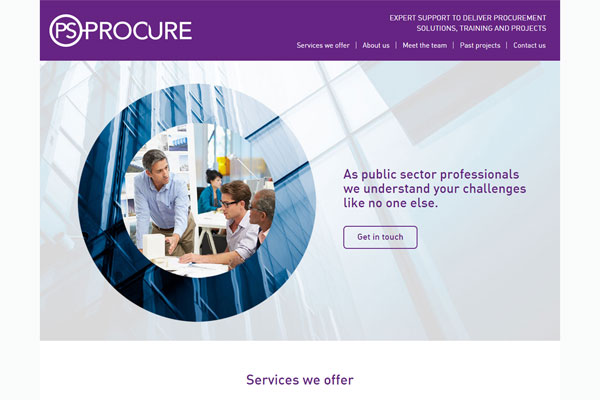 PS PROCURE
EXPERT SUPPORT TO DELIVER PROCUREMENT
SOLUTIONS, TRAINING AND PROJECTS
Services we offer | About us | Meet the team | Past projects | Contact us
As public sector professionals
we understand your challenges
like no one else.
Get in touch
Services we offer